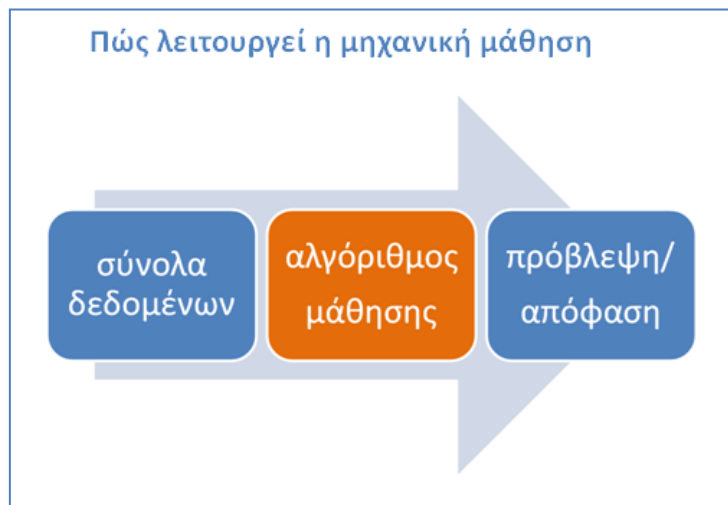 Πώς λειτουργεί η μηχανική μάθηση
σύνολα
δεδομένων
αλγόριθμος
μάθησης
πρόβλεψη/
απόφαση